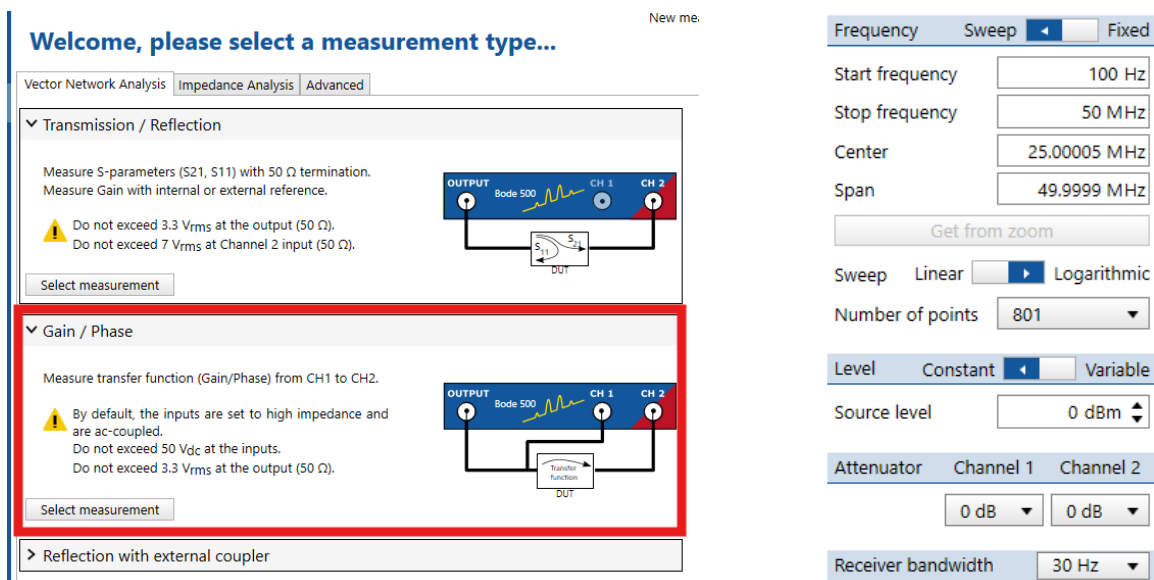 New mea
Welcome, please select a measurement type...
Vector Network Analysis Impedance Analysis Advanced
Transmission / Reflection
Measure S-parameters (S21, S11) with 50 Ω termination.
Measure Gain with internal or external reference.
Do not exceed 3.3 Vrms at the output (50 Ω).
Do not exceed 7 Vrms at Channel 2 input (50 Ω).
OUTPUT Bode 500 CH 1 CH 2
S11 S21
DUT
Select measurement
Gain / Phase
Measure transfer function (Gain/Phase) from CH1 to CH2.
By default, the inputs are set to high impedance and
are ac-coupled.
Do not exceed 50 Vdc at the inputs.
Do not exceed 3.3 Vrms at the output (50 Ω).
OUTPUT Bode 500 CH 1 CH 2
Transfer
function
DUT
Select measurement
Reflection with external coupler
Frequency Sweep Fixed
Start frequency 100 Hz
Stop frequency 50 MHz
Center 25.00005 MHz
Span 49.9999 MHz
Get from zoom
Sweep Linear Logarithmic
Number of points 801
Level Constant Variable
Source level 0 dBm
Attenuator Channel 1 Channel 2
0 dB 0 dB
Receiver bandwidth 30 Hz